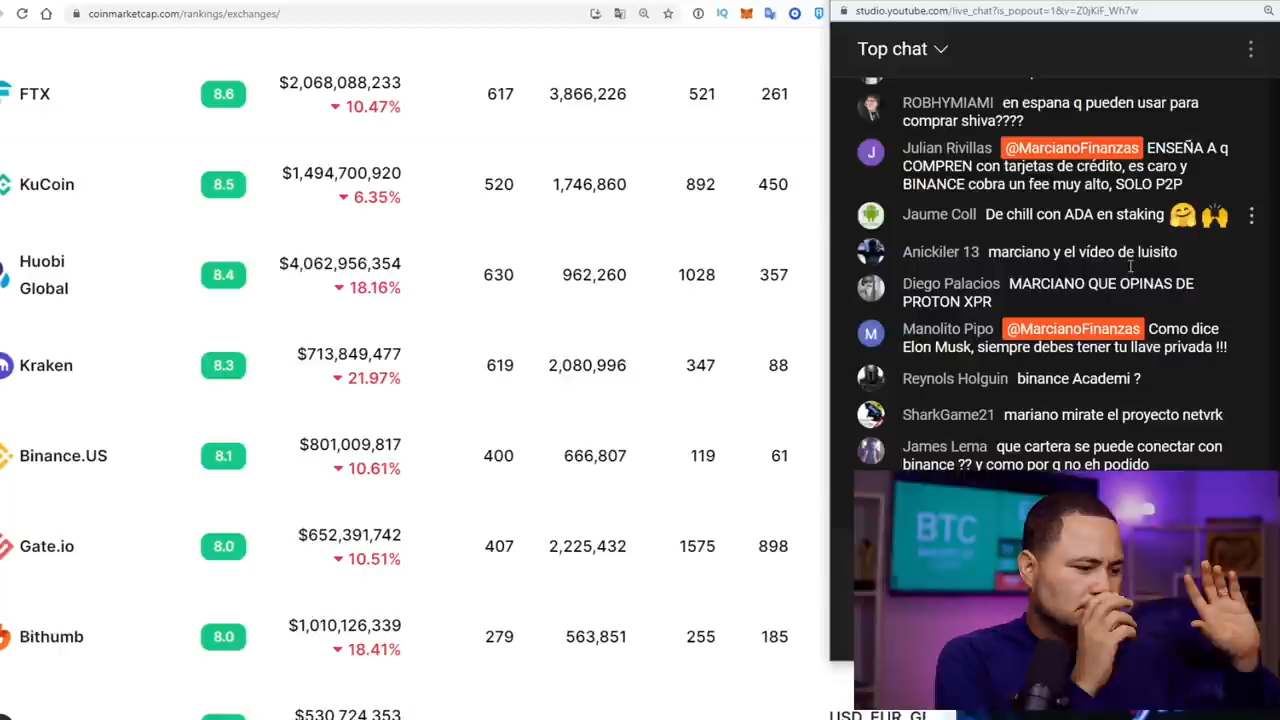 coinmarketcap.com/rankings/exchanges/
FTX 8.6 $2,068,088,233 617 3,866,226 521 261
10.47%
KuCoin 8.5 $1,494,700,920 520 1,746,860 892 450
6.35%
Huobi Global 8.4 $4,062,956,354 630 962,260 1028 357
18.16%
Kraken 8.3 $713,849,477 619 2,080,996 347 88
21.97%
Binance.US 8.1 $801,009,817 400 666,807 119 61
10.61%
Gate.io 8.0 $652,391,742 407 2,225,432 1575 898
10.51%
Bithumb 8.0 $1,010,126,339 279 563,851 255 185
18.41%
$530,724,353
studio.youtube.com/live_chat?is_popout=1&v=Z0jKiF_Wh7w
Top chat
ROBHYMIAMI en espana q pueden usar para
comprar shiva????
J Julian Rivillas @MarcianoFinanzas ENSEÑA A q
COMPREN con tarjetas de crédito, es caro y
BINANCE cobra un fee muy alto, SOLO P2P
Jaume Coll De chill con ADA en staking 🤗 🙌
Anickiler 13 marciano y el vídeo de luisito
Diego Palacios MARCIANO QUE OPINAS DE
PROTON XPR
M Manolito Pipo @MarcianoFinanzas Como dice
Elon Musk, siempre debes tener tu llave privada !!!
Reynols Holguin binance Academi ?
SharkGame21 mariano mirate el proyecto netvrk
James Lema que cartera se puede conectar con
binance ?? y como por q no eh podido
BTC
USD, EUR, GI